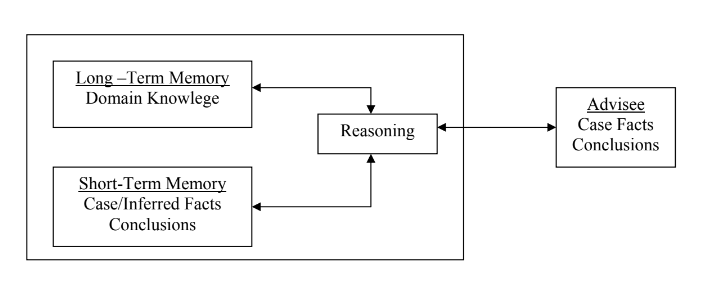 Long –Term Memory
Domain Knowlege
Reasoning
Short-Term Memory
Case/Inferred Facts
Conclusions
Advisee
Case Facts
Conclusions